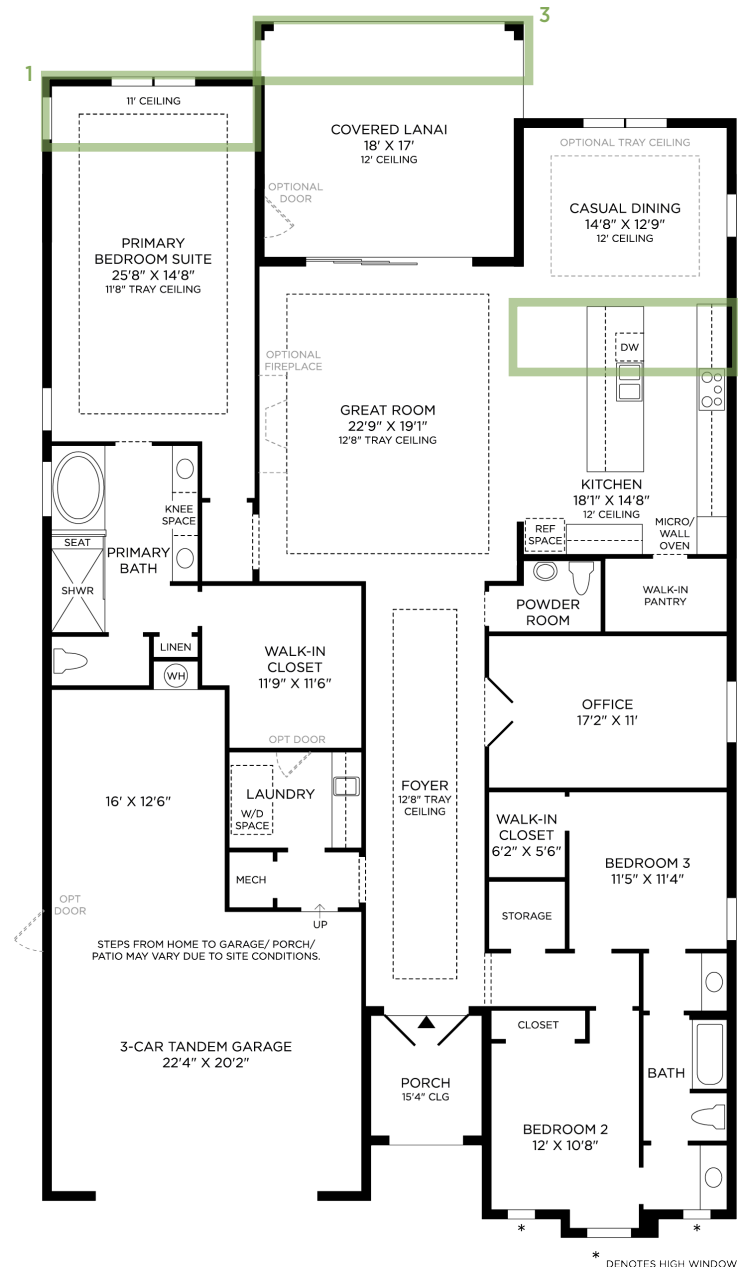 3
1
11' CEILING
COVERED LANAI
18' X 17'
12' CEILING
OPTIONAL TRAY CEILING
OPTIONAL
DOOR
CASUAL DINING
14'8" X 12'9"
12' CEILING
PRIMARY
BEDROOM SUITE
25'8" X 14'8"
11'8" TRAY CEILING
DW
OPTIONAL
FIREPLACE
GREAT ROOM
22'9" X 19'1"
12'8" TRAY CEILING
KITCHEN
18'1" X 14'8"
12' CEILING
KNEE
SPACE
REF
SPACE
MICRO/
WALL
OVEN
SEAT
PRIMARY
BATH
SHWR
WALK-IN
PANTRY
POWDER
ROOM
LINEN
WH
WALK-IN
CLOSET
11'9" X 11'6"
OFFICE
17'2" X 11'
OPT DOOR
16' X 12'6"
LAUNDRY
W/D
SPACE
FOYER
12'8" TRAY
CEILING
WALK-IN
CLOSET
6'2" X 5'6"
BEDROOM 3
11'5" X 11'4"
MECH
OPT
DOOR
STORAGE
UP
STEPS FROM HOME TO GARAGE/ PORCH/
PATIO MAY VARY DUE TO SITE CONDITIONS.
CLOSET
3-CAR TANDEM GARAGE
22'4" X 20'2"
PORCH
15'4" CLG
BATH
BEDROOM 2
12' X 10'8"
*
*
* DENOTES HIGH WINDOW